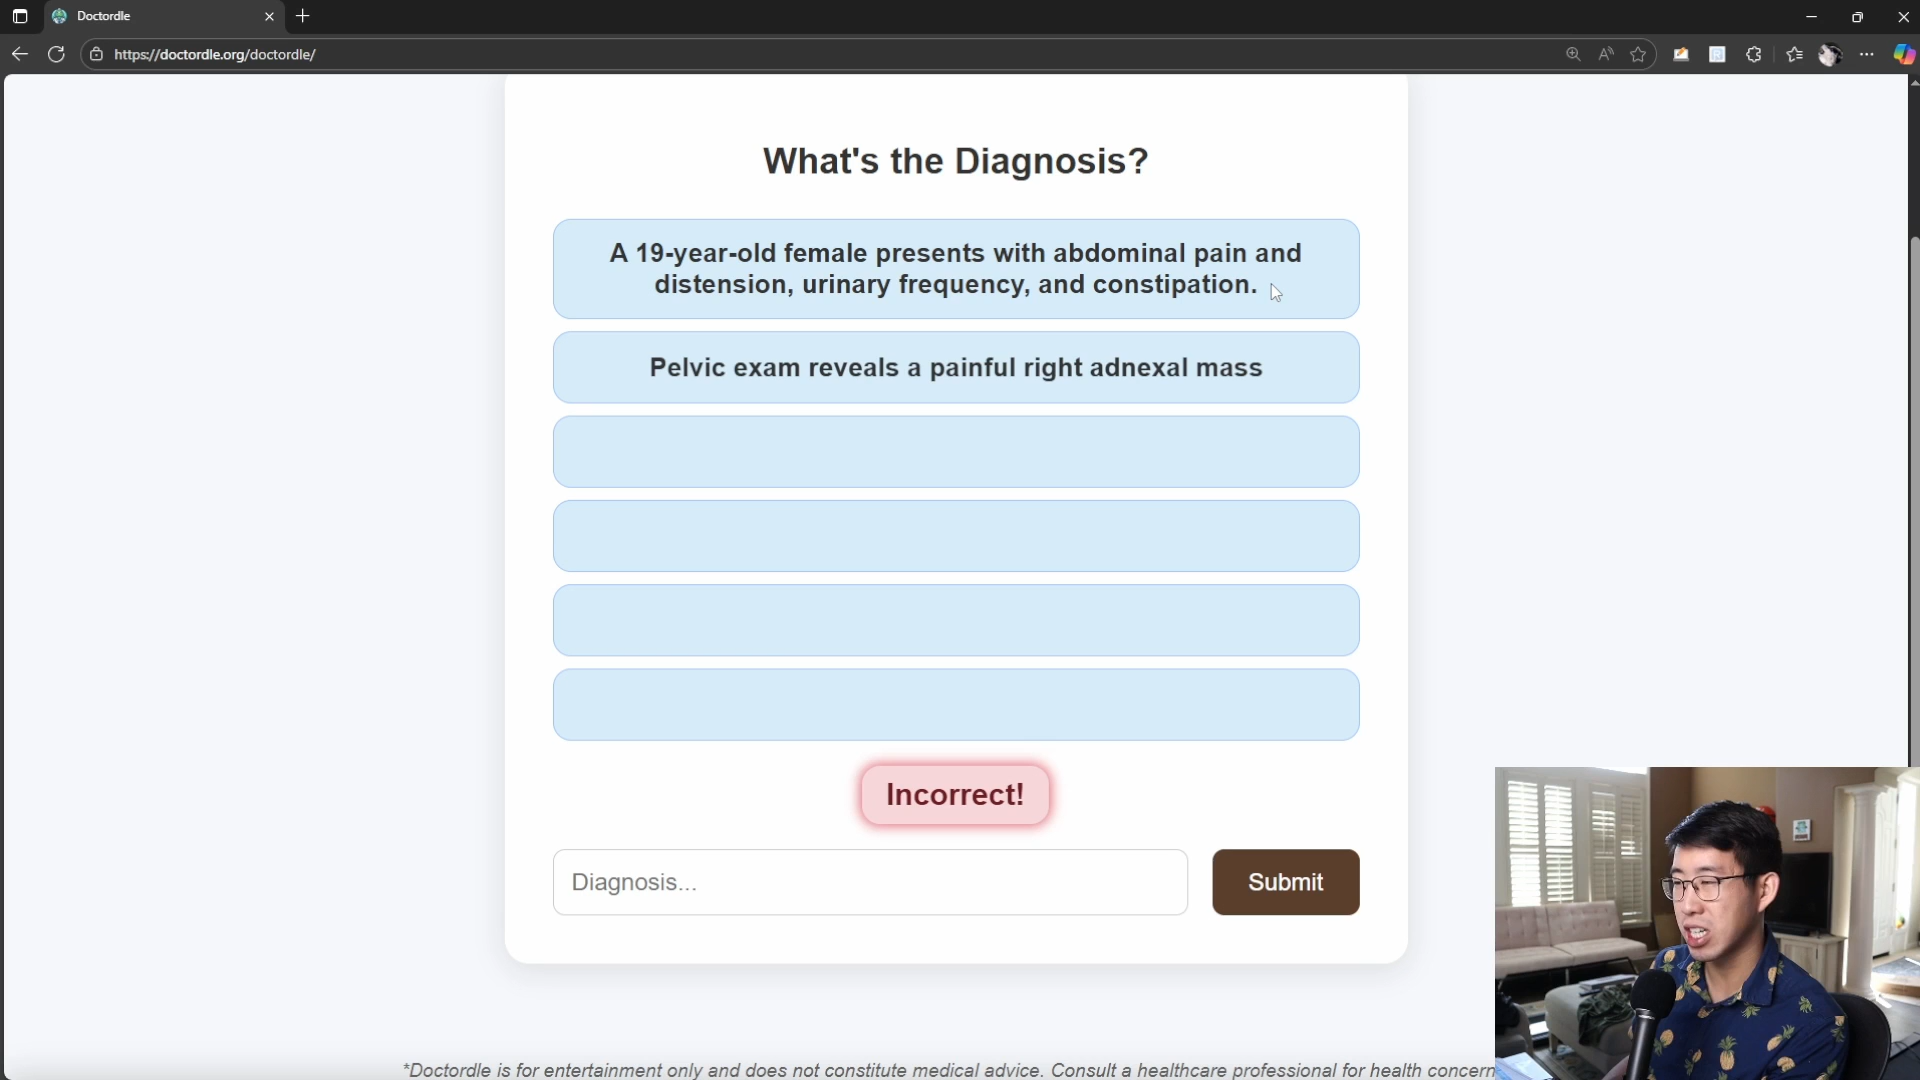 Doctordle
https://doctordle.org/doctordle/
What's the Diagnosis?
A 19-year-old female presents with abdominal pain and
distension, urinary frequency, and constipation.
Pelvic exam reveals a painful right adnexal mass
Incorrect!
Diagnosis...
Submit
*Doctordle is for entertainment only and does not constitute medical advice. Consult a healthcare professional for health concern